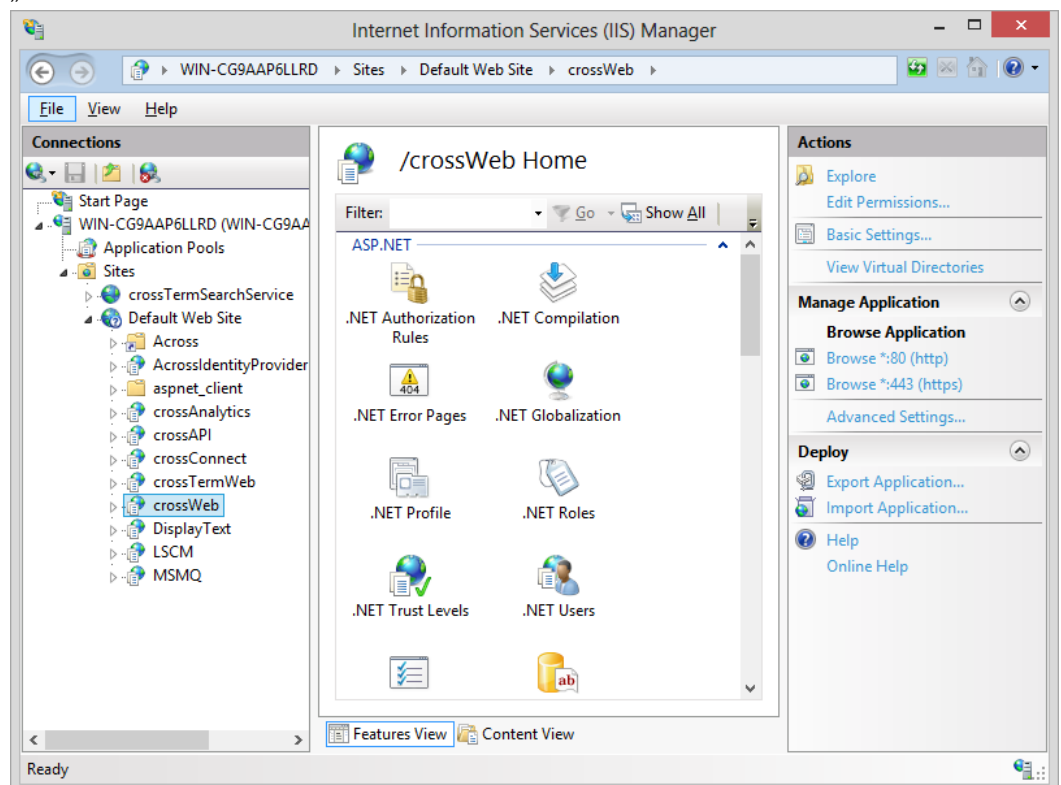 ”
Internet Information Services (IIS) Manager
WIN-CG9AAP6LLRD Sites Default Web Site crossWeb
File View Help
Connections
Start Page
WIN-CG9AAP6LLRD (WIN-CG9AA
Application Pools
Sites
crossTermSearchService
Default Web Site
Across
AcrossIdentityProvider
aspnet_client
crossAnalytics
crossAPI
crossConnect
crossTermWeb
crossWeb
DisplayText
LSCM
MSMQ
/crossWeb Home
Filter: Go Show All
ASP.NET
.NET Authorization
Rules
.NET Compilation
404
.NET Error Pages
.NET Globalization
.NET Profile
.NET Roles
.NET Trust Levels
.NET Users
ab
Features View Content View
Actions
Explore
Edit Permissions...
Basic Settings...
View Virtual Directories
Manage Application
Browse Application
Browse *:80 (http)
Browse *:443 (https)
Advanced Settings...
Deploy
Export Application...
Import Application...
Help
Online Help
Ready